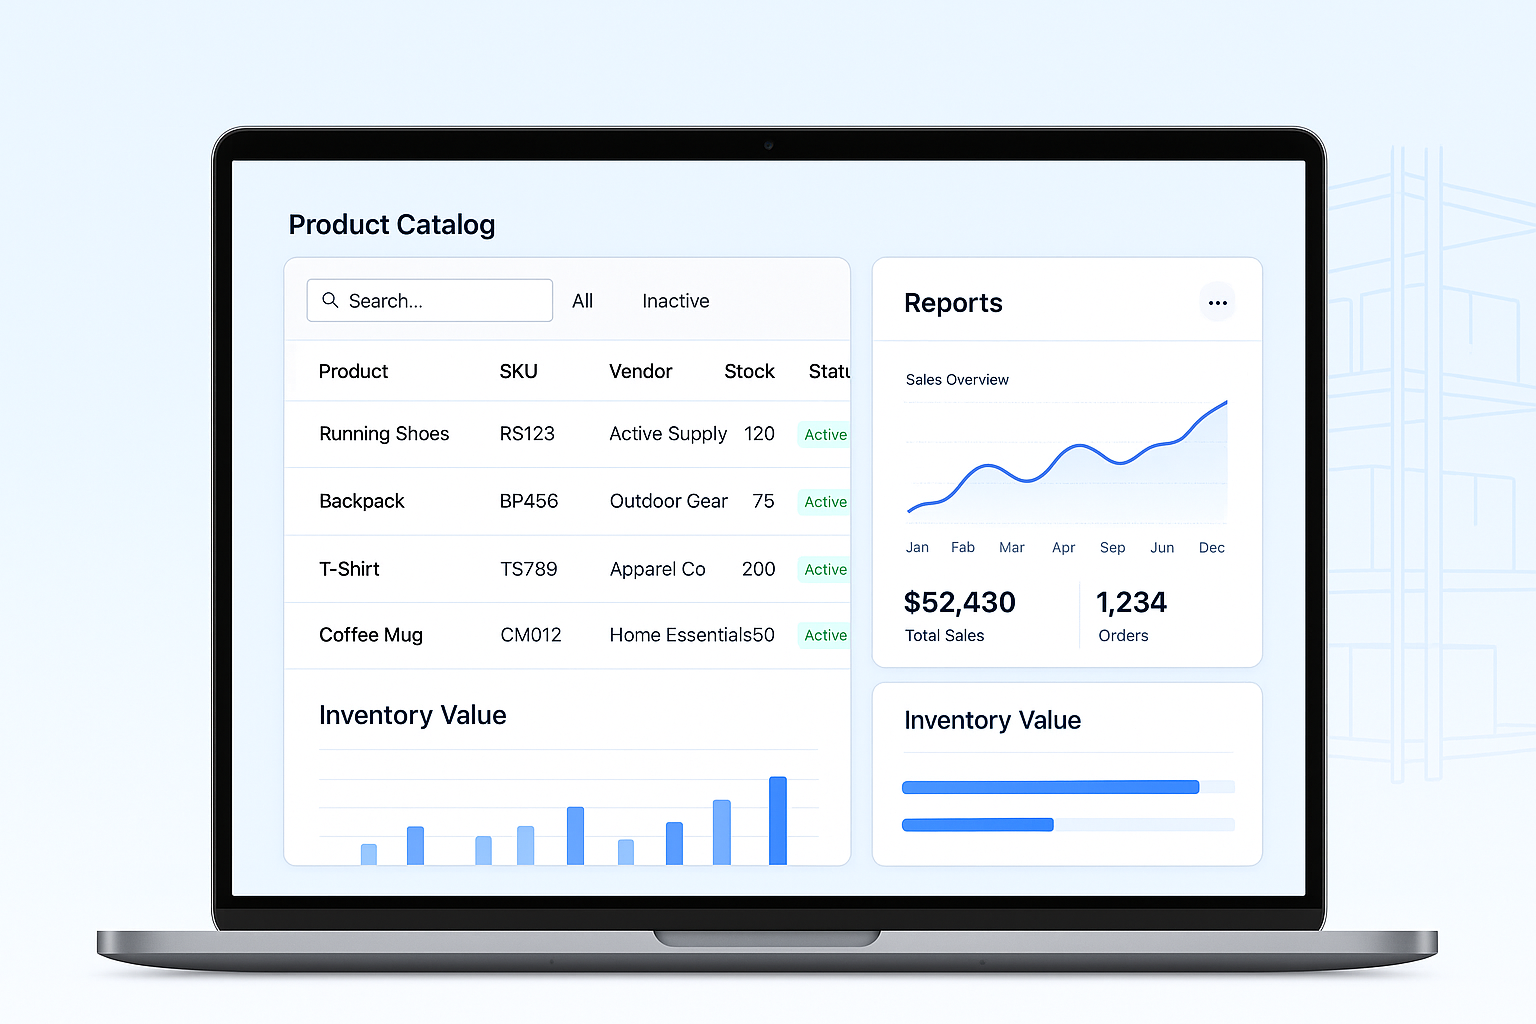 Product Catalog
Search...
All
Inactive
Product SKU Vendor Stock Statu
Running Shoes RS123 Active Supply 120 Active
Backpack BP456 Outdoor Gear 75 Active
T-Shirt TS789 Apparel Co 200 Active
Coffee Mug CM012 Home Essentials50 Active
Inventory Value
Reports
Sales Overview
Jan Fab Mar Apr Sep Jun Dec
$52,430 1,234
Total Sales Orders
Inventory Value